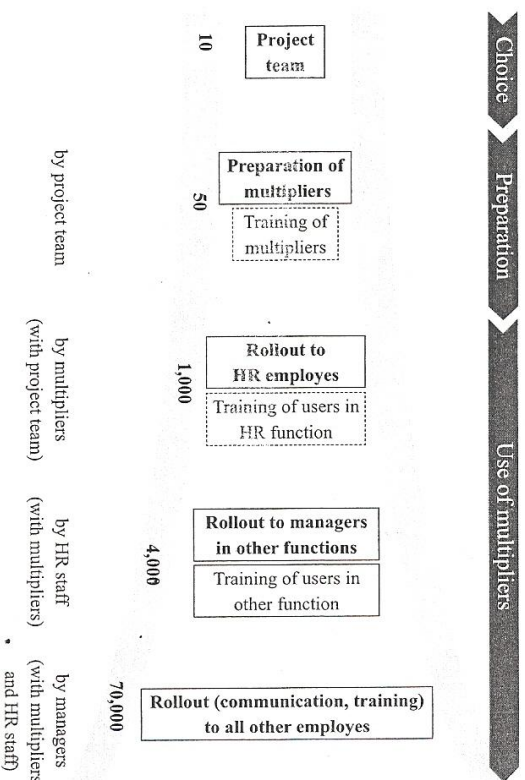 Choice
Preparation
Use of multipliers
Project
team
10
Preparation of
multipliers
Training of
multipliers
50
by project team
Rollout to
HR employes
Training of users in
HR function
1,000
by multipliers
(with project team)
Rollout to managers
in other functions
Training of users in
other function
4,000
by HR staff
(with multipliers)
Rollout (communication, training)
to all other employes
70,000
by managers
(with multipliers
and HR staff)